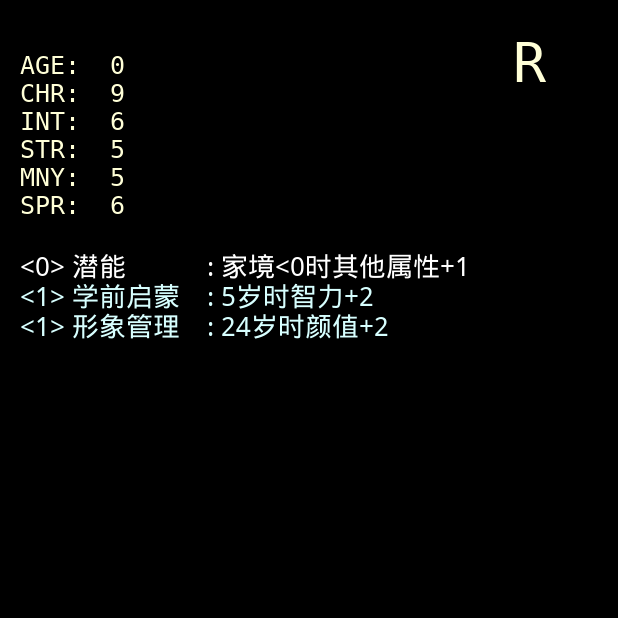 R
AGE: 0
CHR: 9
INT: 6
STR: 5
MNY: 5
SPR: 6
<0> 潜能 : 家境<0时其他属性+1
<1> 学前启蒙 : 5岁时智力+2
<1> 形象管理 : 24岁时颜值+2